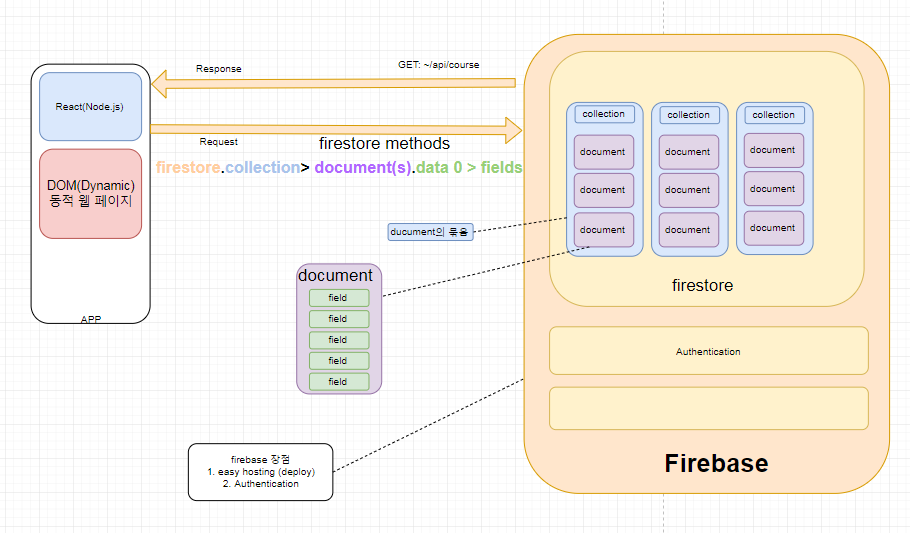 Response
GET: ~/api/course
React(Node.js)
Request
firestore methods
firestore.collection> document(s).data 0 > fields
DOM(Dynamic)
동적 웹 페이지
APP
collection
document
document
document
collection
document
document
document
collection
document
document
document
firestore
ducument의 묶음
document
field
field
field
field
field
Authentication
firebase 장점
1. easy hosting (deploy)
2. Authentication
Firebase